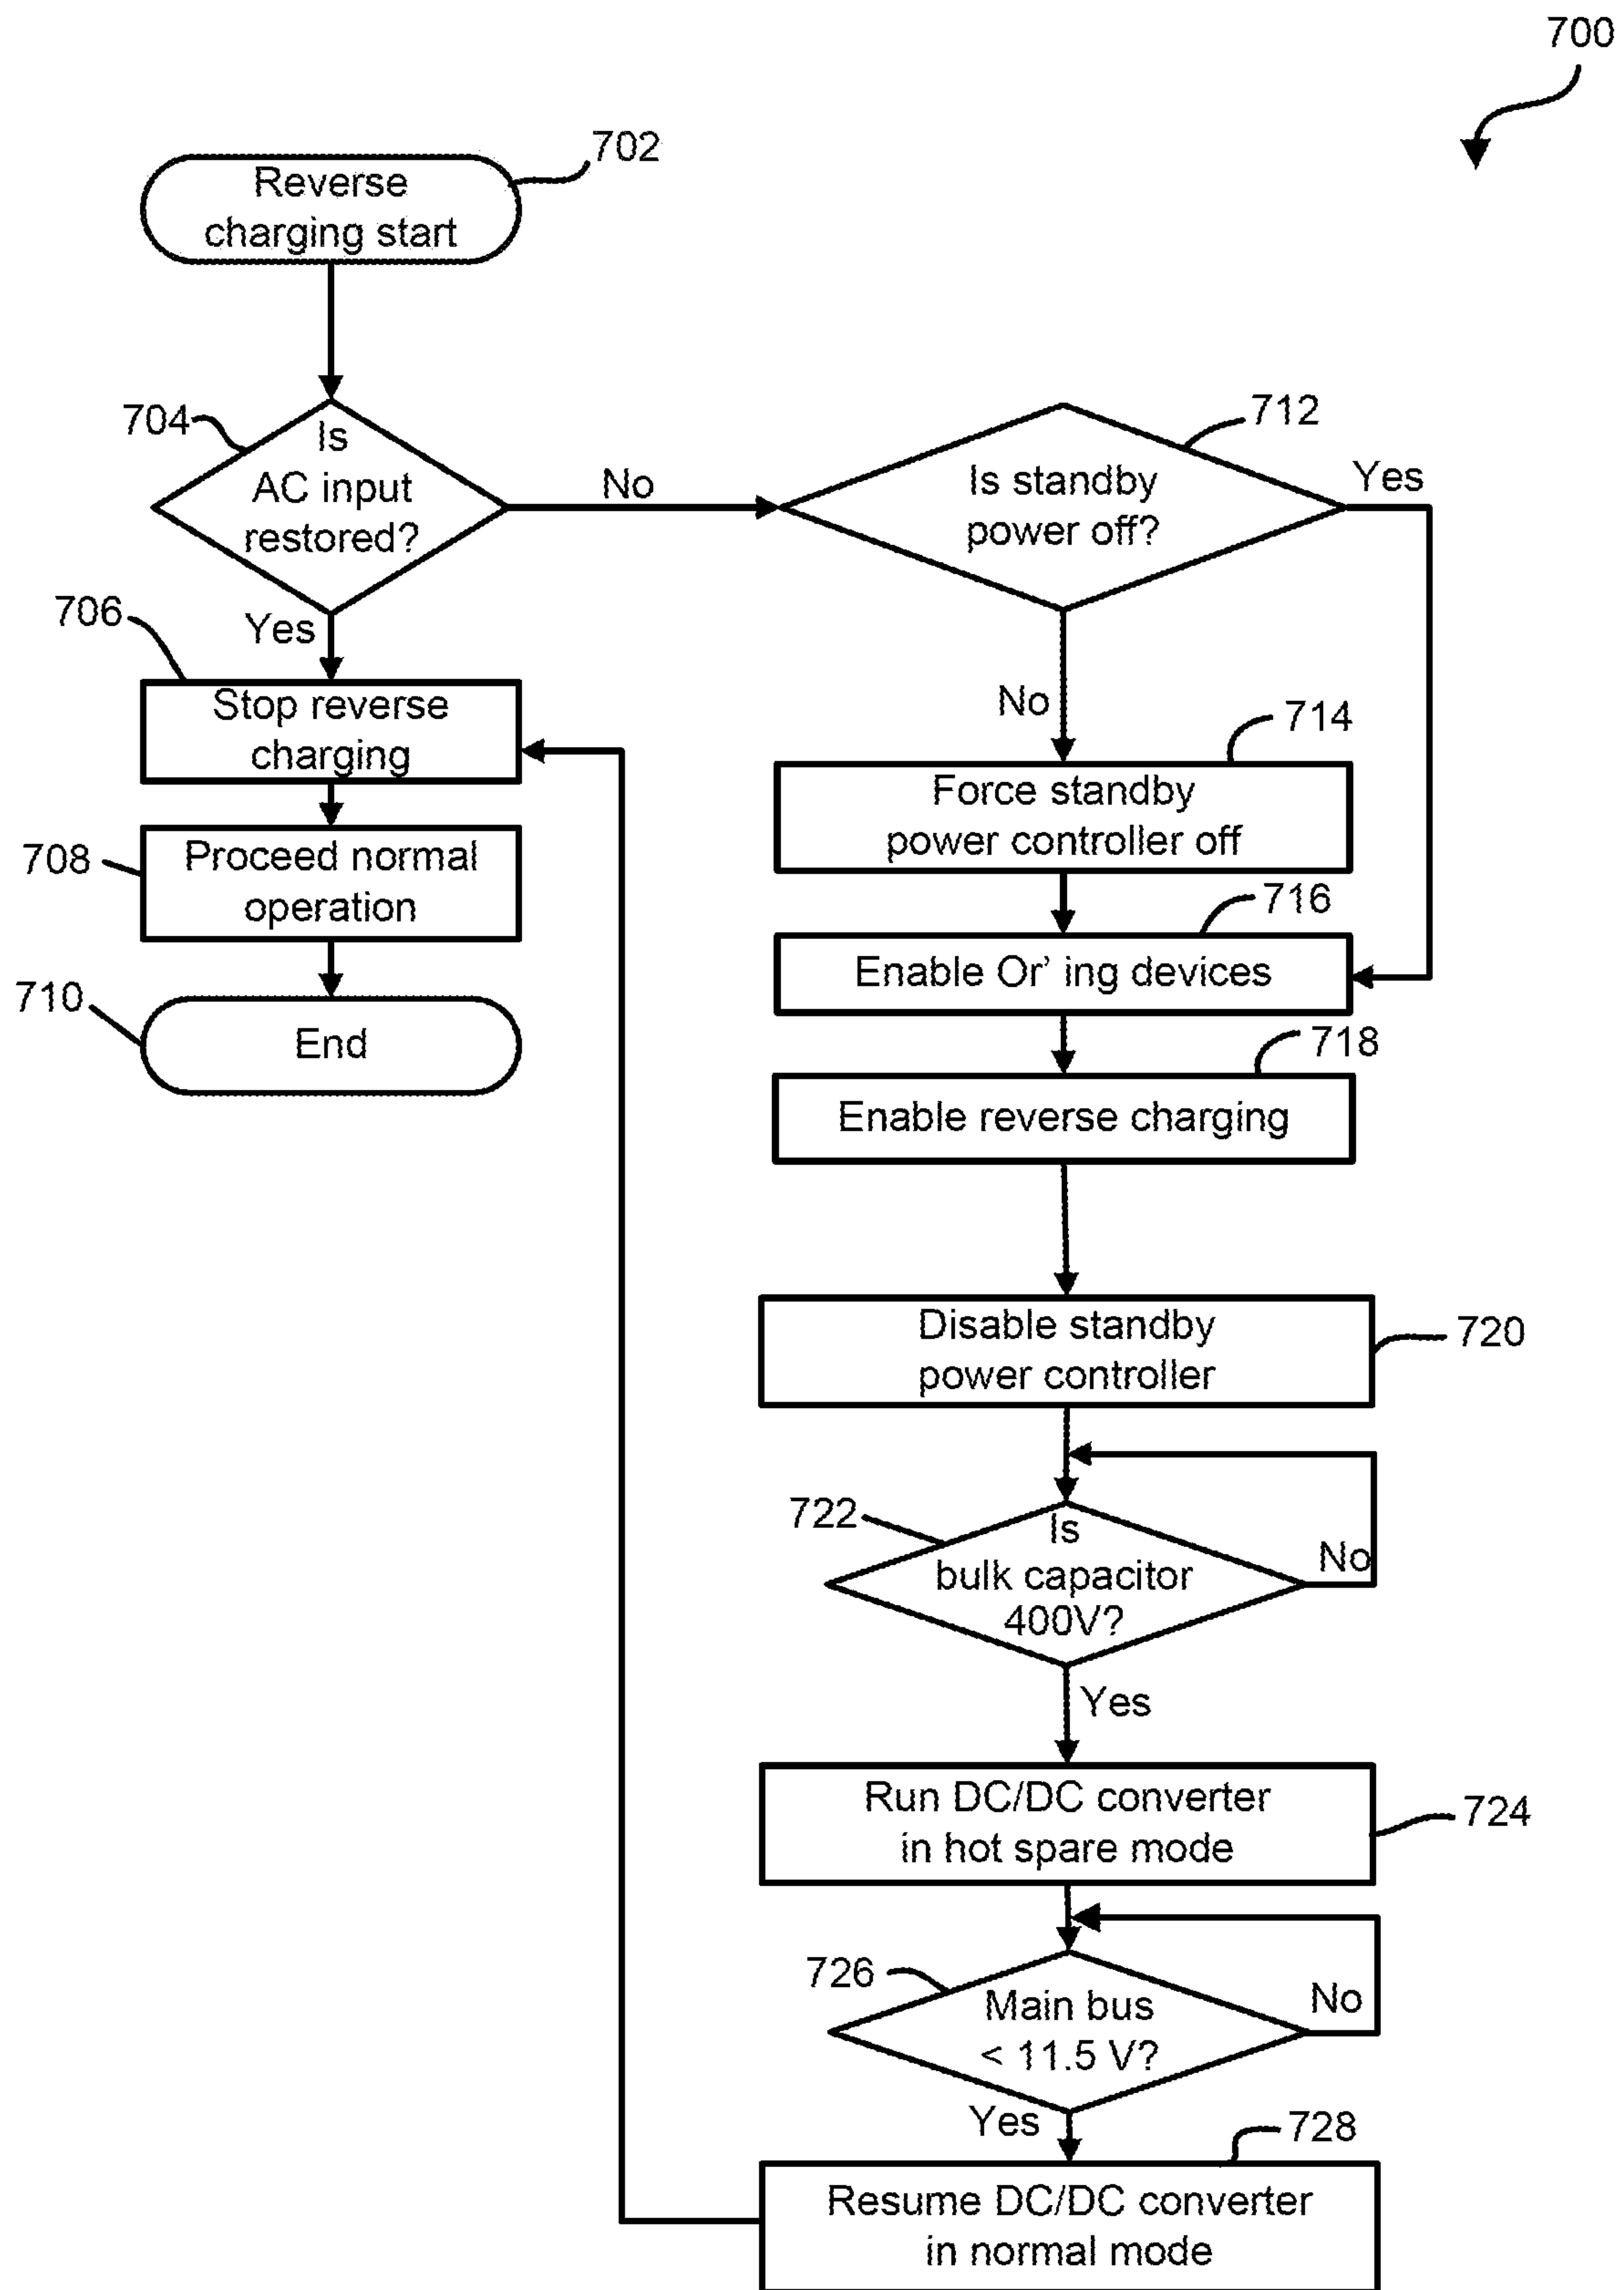 700
702
Reverse
charging start
704
Is
AC input
restored?
No
712
Is standby
power off?
Yes
706
Yes
Stop reverse
charging
No
714
Force standby
power controller off
708
Proceed normal
operation
716
Enable Or' ing devices
710
End
718
Enable reverse charging
Disable standby
power controller
720
722
Is
bulk capacitor
400V?
No
Yes
Run DC/DC converter
in hot spare mode
724
726
Main bus
< 11.5 V?
No
Yes
728
Resume DC/DC converter
in normal mode